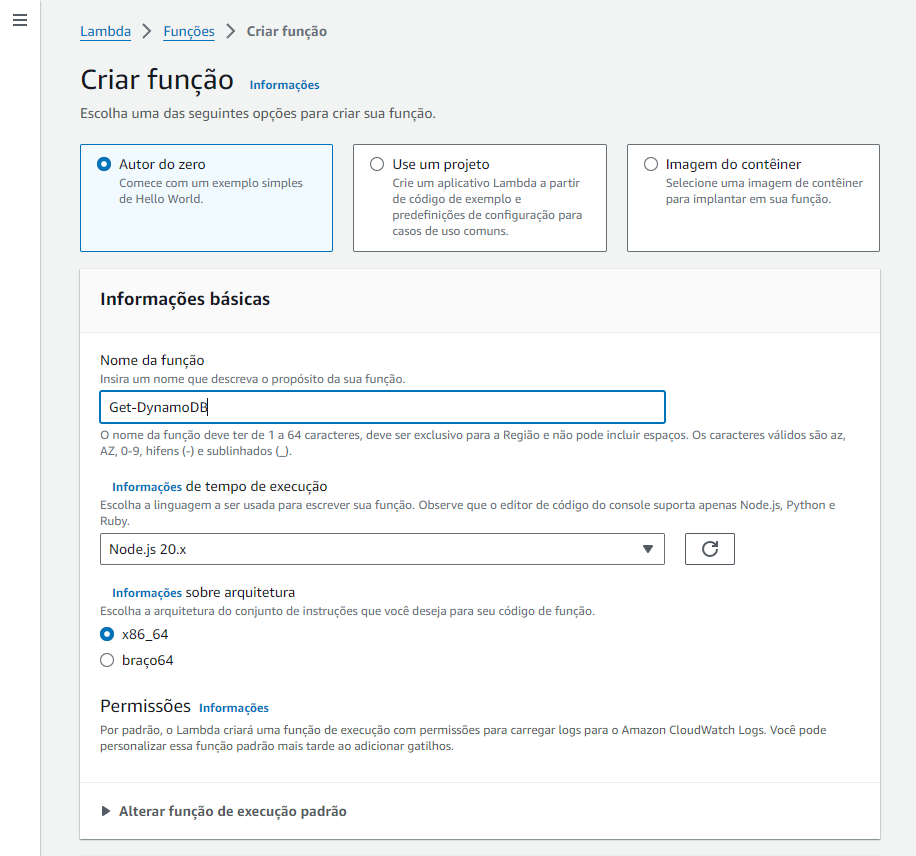 Lambda > Funções > Criar função
Criar função Informações
Escolha uma das seguintes opções para criar sua função.
Autor do zero
Comece com um exemplo simples
de Hello World.
Use um projeto
Crie um aplicativo Lambda a partir
de código de exemplo e
predefinições de configuração para
casos de uso comuns.
Imagem do contêiner
Selecione uma imagem de contêiner
para implantar em sua função.
Informações básicas
Nome da função
Insira um nome que descreva o propósito da sua função.
Get-DynamoDB
O nome da função deve ter de 1 a 64 caracteres, deve ser exclusivo para a Região e não pode incluir espaços. Os caracteres válidos são az,
AZ, 0-9, hifens (-) e sublinhados (_).
Informações de tempo de execução
Escolha a linguagem a ser usada para escrever sua função. Observe que o editor de código do console suporta apenas Node.js, Python e
Ruby.
Node.js 20.x
Informações sobre arquitetura
Escolha a arquitetura do conjunto de instruções que você deseja para seu código de função.
x86_64
braço64
Permissões Informações
Por padrão, o Lambda criará uma função de execução com permissões para carregar logs para o Amazon CloudWatch Logs. Você pode
personalizar essa função padrão mais tarde ao adicionar gatilhos.
Alterar função de execução padrão